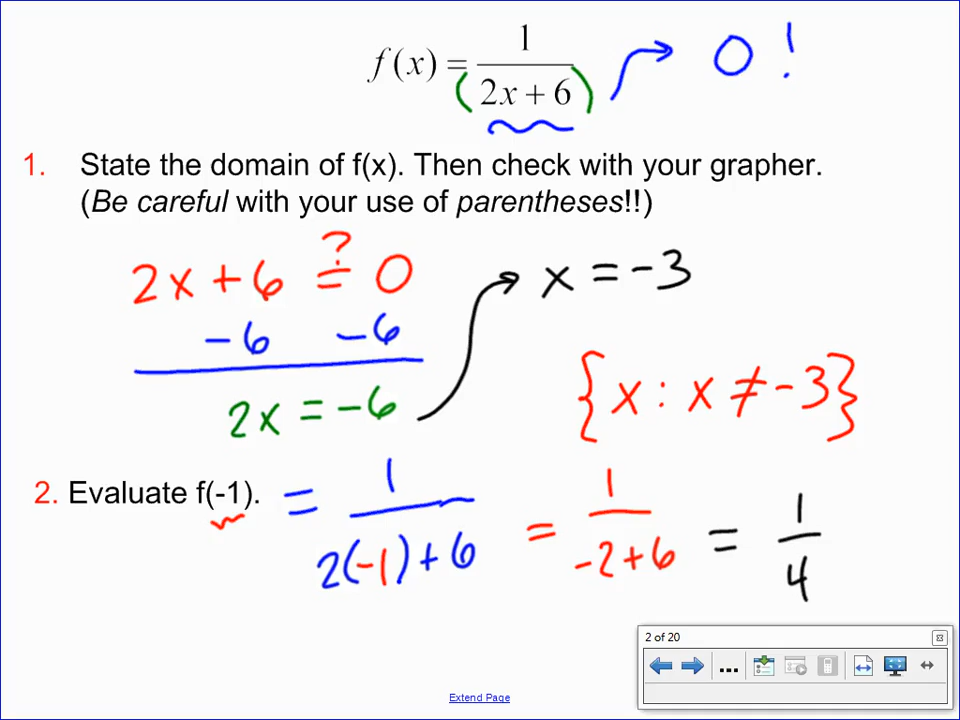 f(x) = 1/(2x + 6) → 0!
1. State the domain of f(x). Then check with your grapher.
(Be careful with your use of parentheses!!)
2x + 6 ?= 0
- 6 - 6
2x = -6
x = -3
{x : x ≠ -3}
2. Evaluate f(-1). = 1/(2(-1) + 6) = 1/(-2 + 6) = 1/4
2 of 20
...
Extend Page